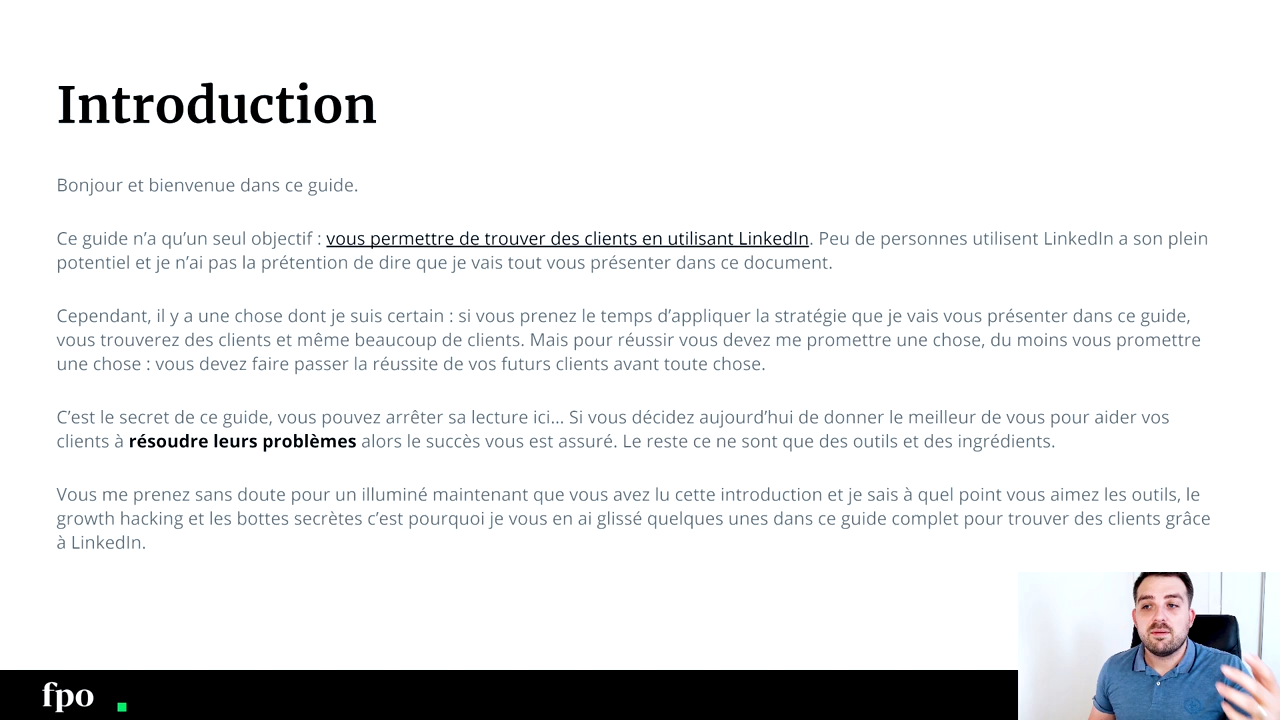 Introduction
Bonjour et bienvenue dans ce guide.
Ce guide n’a qu’un seul objectif : vous permettre de trouver des clients en utilisant LinkedIn. Peu de personnes utilisent LinkedIn a son plein
potentiel et je n’ai pas la prétention de dire que je vais tout vous présenter dans ce document.
Cependant, il y a une chose dont je suis certain : si vous prenez le temps d’appliquer la stratégie que je vais vous présenter dans ce guide,
vous trouverez des clients et même beaucoup de clients. Mais pour réussir vous devez me promettre une chose, du moins vous promettre
une chose : vous devez faire passer la réussite de vos futurs clients avant toute chose.
C’est le secret de ce guide, vous pouvez arrêter sa lecture ici... Si vous décidez aujourd’hui de donner le meilleur de vous pour aider vos
clients à résoudre leurs problèmes alors le succès vous est assuré. Le reste ce ne sont que des outils et des ingrédients.
Vous me prenez sans doute pour un illuminé maintenant que vous avez lu cette introduction et je sais à quel point vous aimez les outils, le
growth hacking et les bottes secrètes c’est pourquoi je vous en ai glissé quelques unes dans ce guide complet pour trouver des clients grâce
à LinkedIn.
fpo